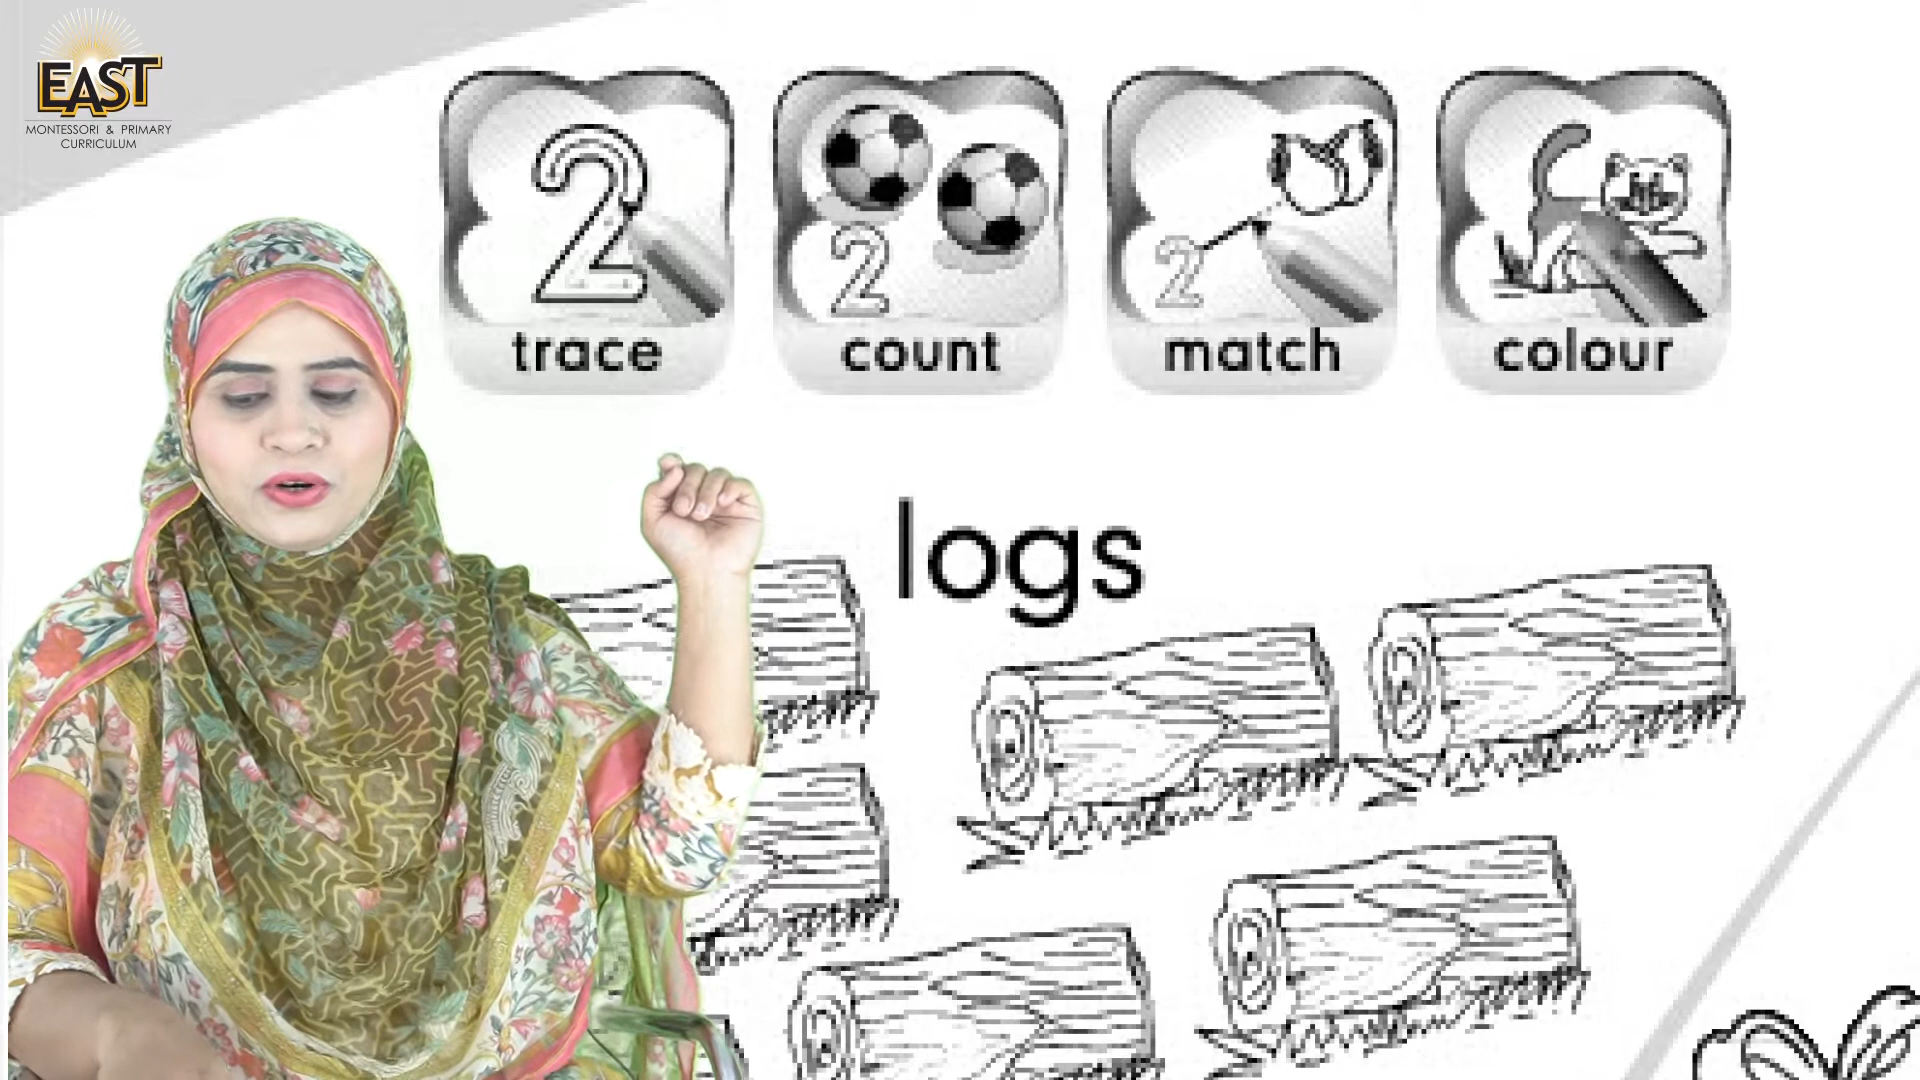 EAST
MONTESSORI & PRIMARY
CURRICULUM
2
2
2
trace
count
match
colour
logs